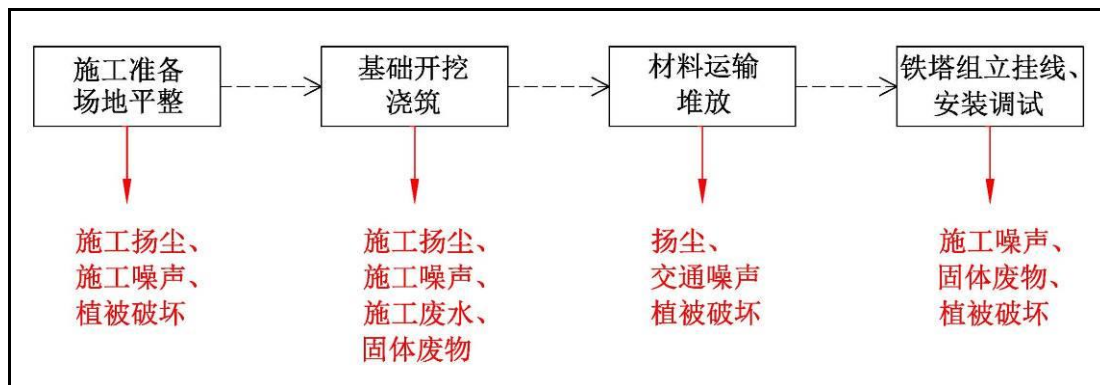 施工准备
场地平整
基础开挖
浇筑
材料运输
堆放
铁塔组立挂线、
安装调试
施工扬尘、
施工噪声、
植被破坏
施工扬尘、
施工噪声、
施工废水、
固体废物
扬尘、
交通噪声
植被破坏
施工噪声、
固体废物、
植被破坏